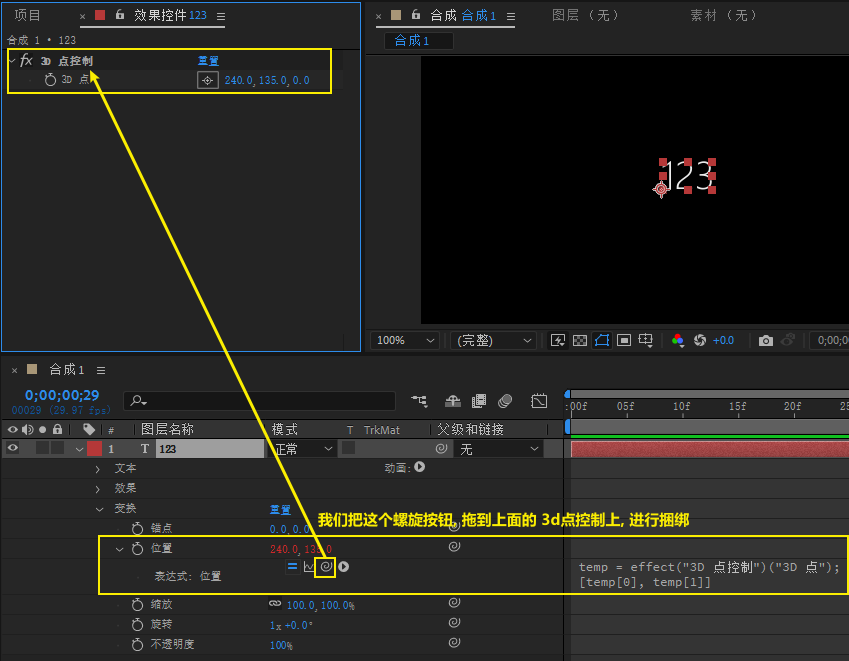 项目
× 效果控件 123 ≡
合成 1 • 123
fx 3D 点控制 重置
3D 点 240.0, 135.0, 0.0
× 合成 合成1 ≡ 图层（无） 素材（无）
合成1
123
100% (完整) +0.0 0;00;0
× 合成1 ≡
0;00;00;29
00029 (29.97 fps)
:00f 05f 10f 15f 20f 25
# 图层名称 模式 T TrkMat 父级和链接
1 T 123 正常 无
文本 动画:
效果
变换 重置
我们把这个螺旋按钮, 拖到上面的 3d点控制上, 进行捆绑
锚点 0.0, 0.0
位置 240.0, 135.0
表达式: 位置
temp = effect("3D 点控制")("3D 点");
[temp[0], temp[1]]
缩放 100.0, 100.0%
旋转 1x +0.0°
不透明度 100%